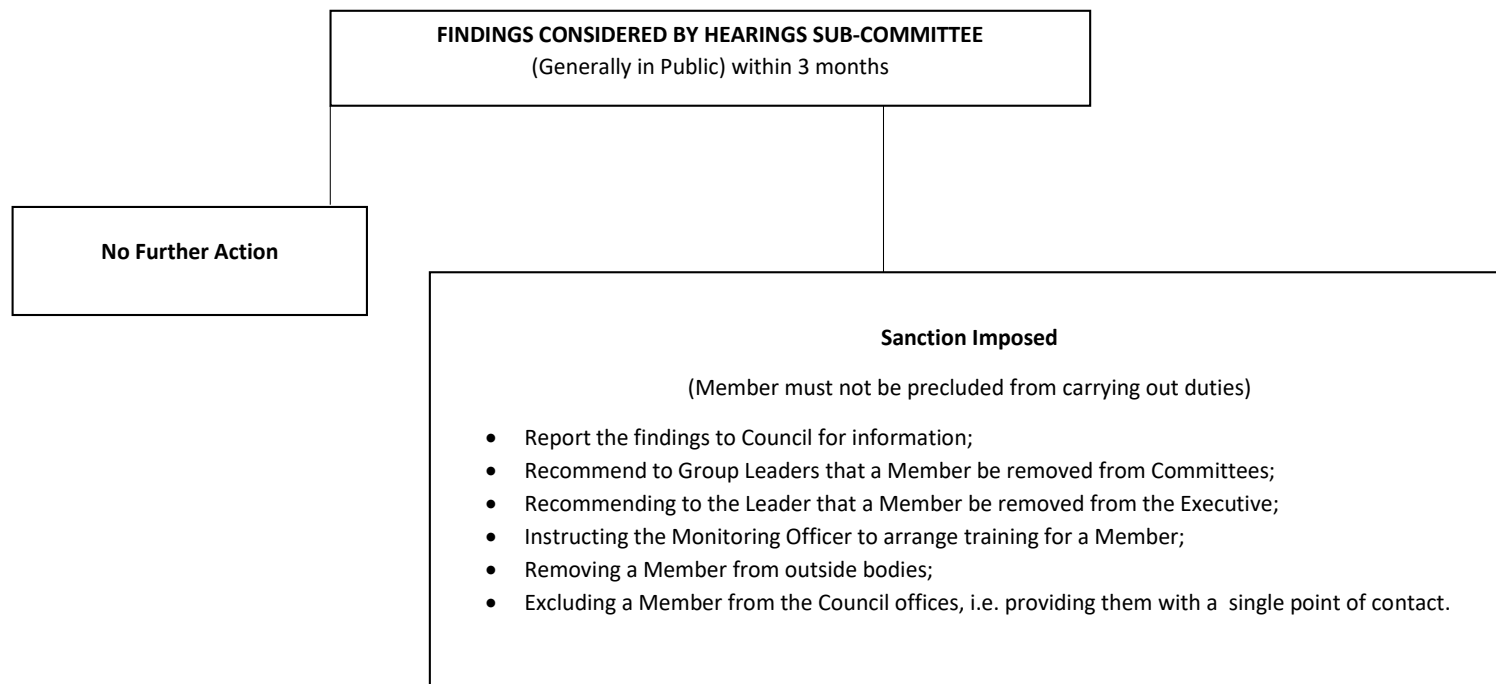 FINDINGS CONSIDERED BY HEARINGS SUB-COMMITTEE
(Generally in Public) within 3 months
No Further Action
Sanction Imposed
(Member must not be precluded from carrying out duties)
• Report the findings to Council for information;
• Recommend to Group Leaders that a Member be removed from Committees;
• Recommending to the Leader that a Member be removed from the Executive;
• Instructing the Monitoring Officer to arrange training for a Member;
• Removing a Member from outside bodies;
• Excluding a Member from the Council offices, i.e. providing them with a  single point of contact.